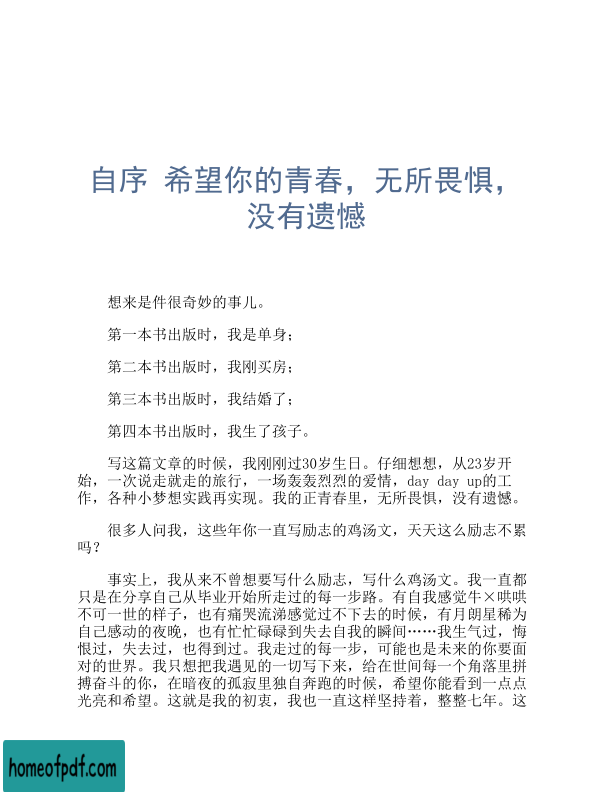 自序 希望你的青春，无所畏惧，
没有遗憾
想来是件很奇妙的事儿。
第一本书出版时，我是单身；
第二本书出版时，我刚买房；
第三本书出版时，我结婚了；
第四本书出版时，我生了孩子。
写这篇文章的时候，我刚刚过30岁生日。仔细想想，从23岁开
始，一次说走就走的旅行，一场轰轰烈烈的爱情，day day up的工
作，各种小梦想实践再实现。我的正青春里，无所畏惧，没有遗憾。
很多人问我，这些年你一直写励志的鸡汤文，天天这么励志不累
吗？
事实上，我从来不曾想要写什么励志，写什么鸡汤文。我一直都
只是在分享自己从毕业开始所走过的每一步路。有自我感觉牛×哄哄
不可一世的样子，也有痛哭流涕感觉过不下去的时候，有月朗星稀为
自己感动的夜晚，也有忙忙碌碌到失去自我的瞬间……我生气过，悔
恨过，失去过，也得到过。我走过的每一步，可能也是未来的你要面
对的世界。我只想把我遇见的一切写下来，给在世间每一个角落里拼
搏奋斗的你，在暗夜的孤寂里独自奔跑的时候，希望你能看到一点点
光亮和希望。这就是我的初衷，我也一直这样坚持着，整整七年。这
homeofpdf.com